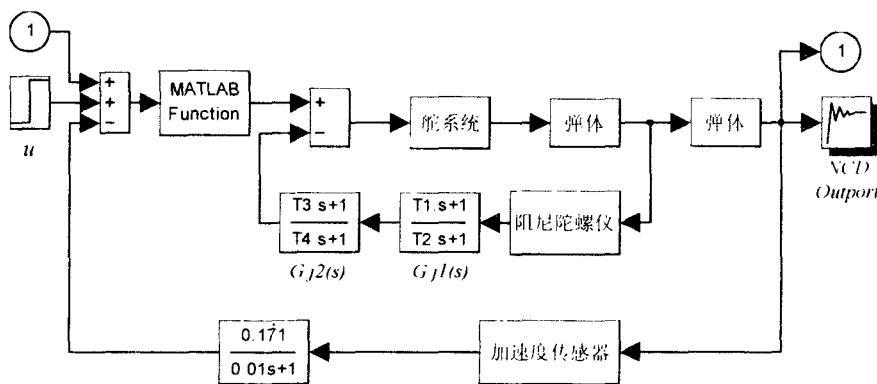 1
1
+
+
−
MATLAB
Function
+
−
舵系统
弹体
弹体
u
NCD
Outport
T3 s+1
T4 s+1
T1.s+1
T2 s+1
阻尼陀螺仪
Gj2(s)
Gj1(s)
0.171
0 01s+1
加速度传感器